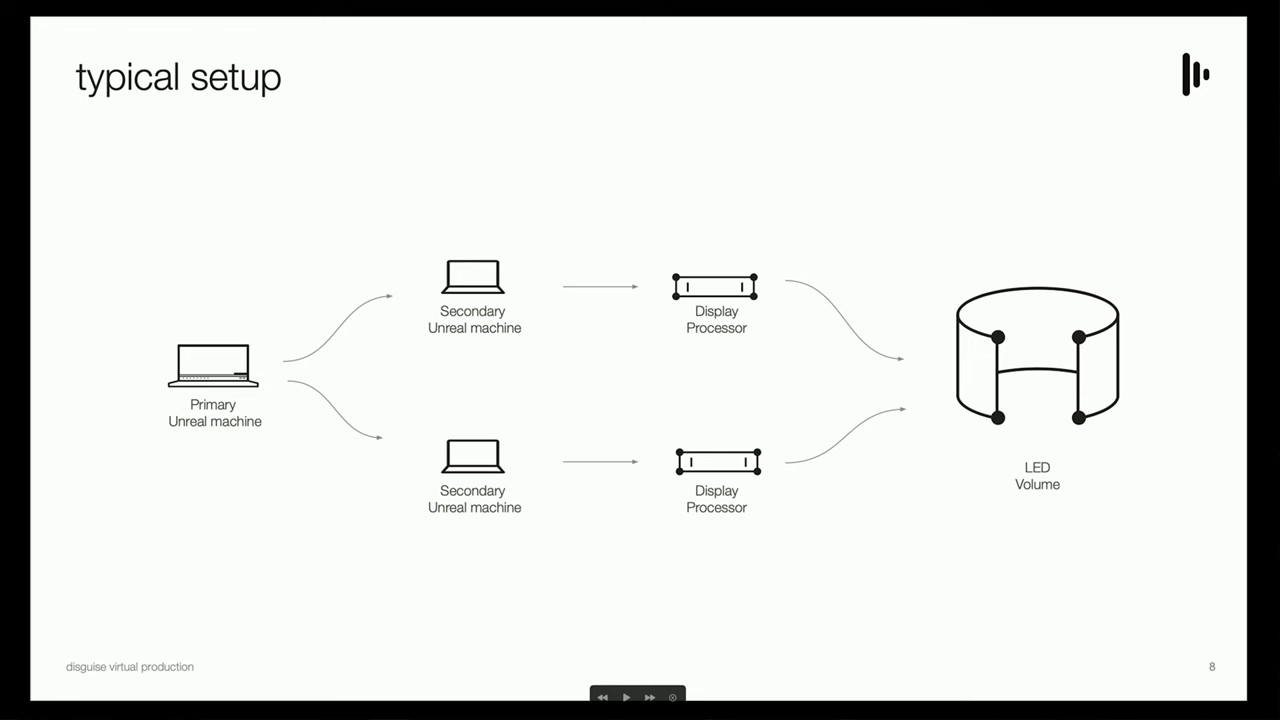 typical setup
Secondary
Unreal machine
Display
Processor
Primary
Unreal machine
LED
Volume
Secondary
Unreal machine
Display
Processor
disguise virtual production
8